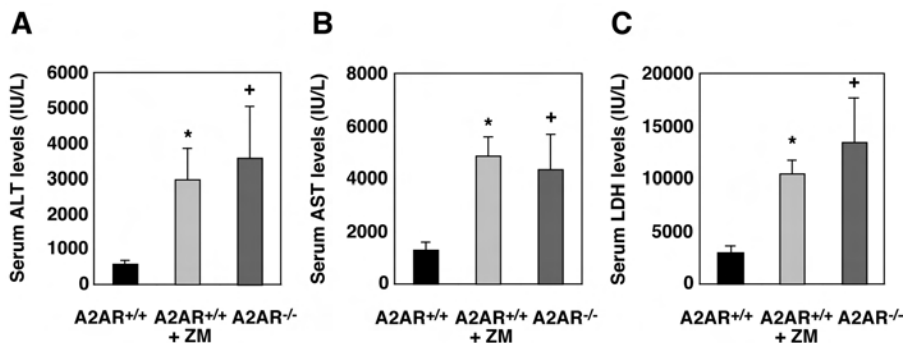 A
Serum ALT levels (IU/L)
6000
5000
4000
3000
2000
1000
0
*
+
A2AR+/+
A2AR+/+
+ ZM
A2AR-/-
B
Serum AST levels (IU/L)
8000
6000
4000
2000
0
*
+
A2AR+/+
A2AR+/+
+ ZM
A2AR-/-
C
Serum LDH levels (IU/L)
20000
15000
10000
5000
0
*
+
A2AR+/+
A2AR+/+
+ ZM
A2AR-/-